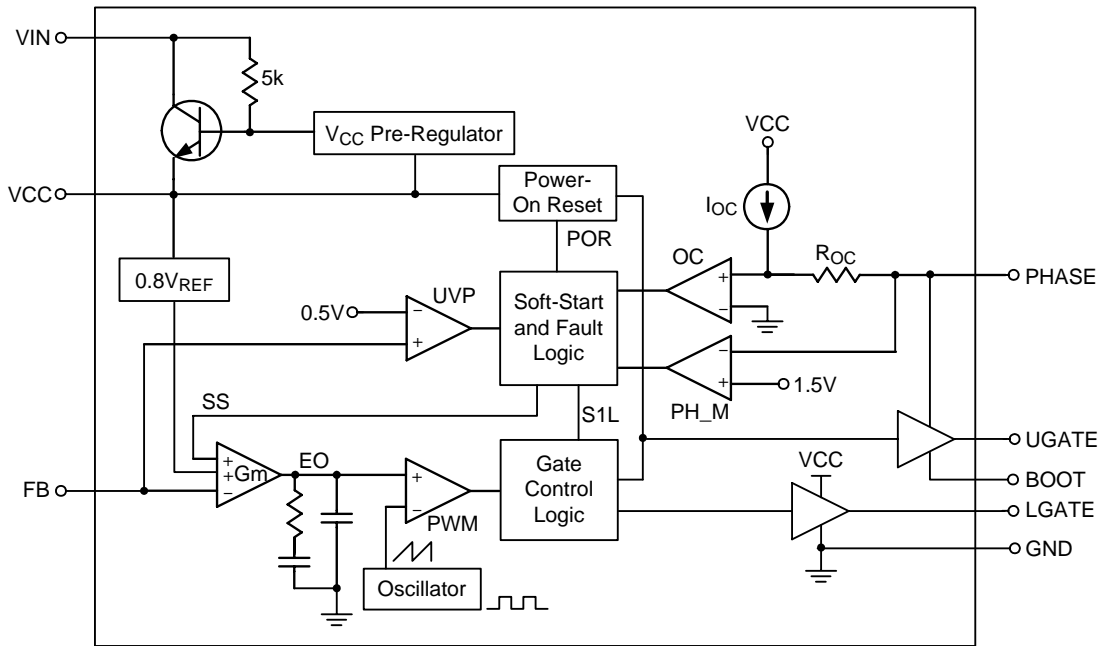 VIN
5k
VCC Pre-Regulator
VCC
VCC
Power-
On Reset
IOC
POR
OC
ROC
PHASE
0.8VREF
+
−
UVP
0.5V
−
+
Soft-Start
and Fault
Logic
−
+
1.5V
PH_M
SS
S1L
UGATE
BOOT
EO
+
+Gm
−
FB
+
−
PWM
Gate
Control
Logic
VCC
LGATE
GND
Oscillator